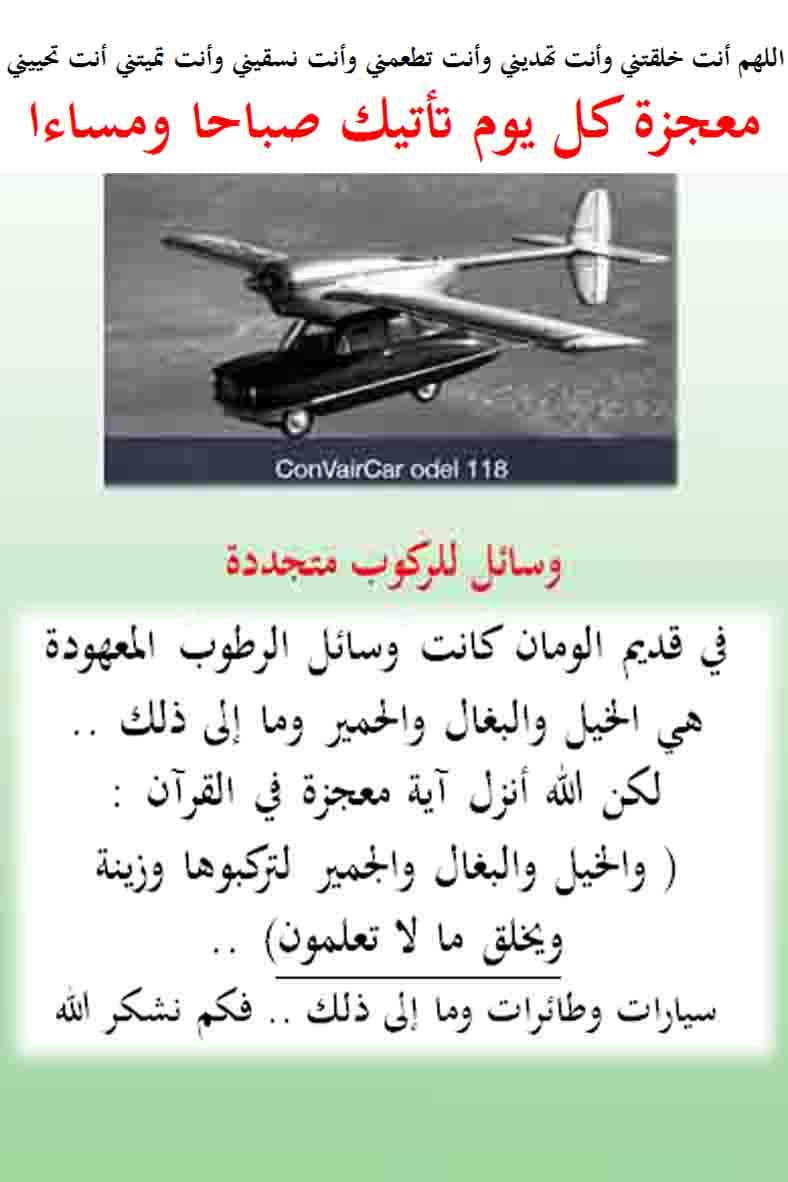 اللهم أنت خلقتني وأنت تهديني وأنت تطعمني وأنت نسقيني وأنت تميتني أنت تحييني
معجزة كل يوم تأتيك صباحا ومساءا
ConVairCar odel 118
وسائل للركوب متجددة
في قديم الومان كانت وسائل الرطوب المعهودة
هي الخيل والبغال والحمير وما إلى ذلك ..
لكن الله أنزل آية معجزة في القرآن :
( والخيل والبغال والجمير لتركبوها وزينة
ويخلق ما لا تعلمون) ..
سيارات وطائرات وما إلى ذلك .. فكم نشكر الله